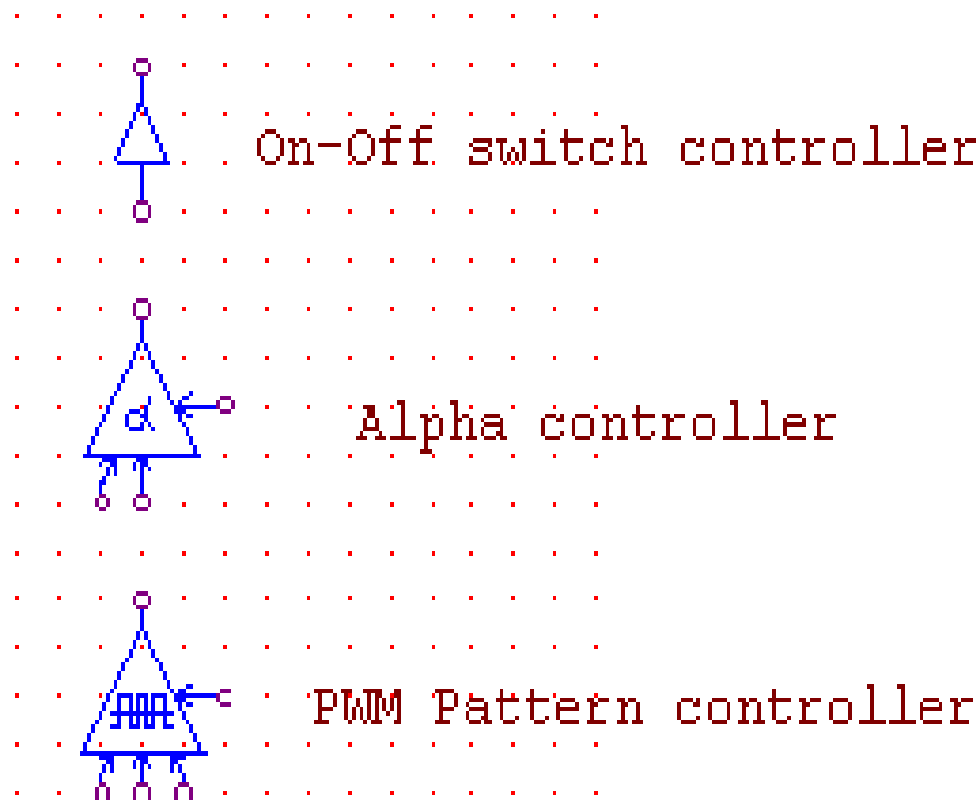 On-Off switch controller
α
Alpha controller
PWM Pattern controller